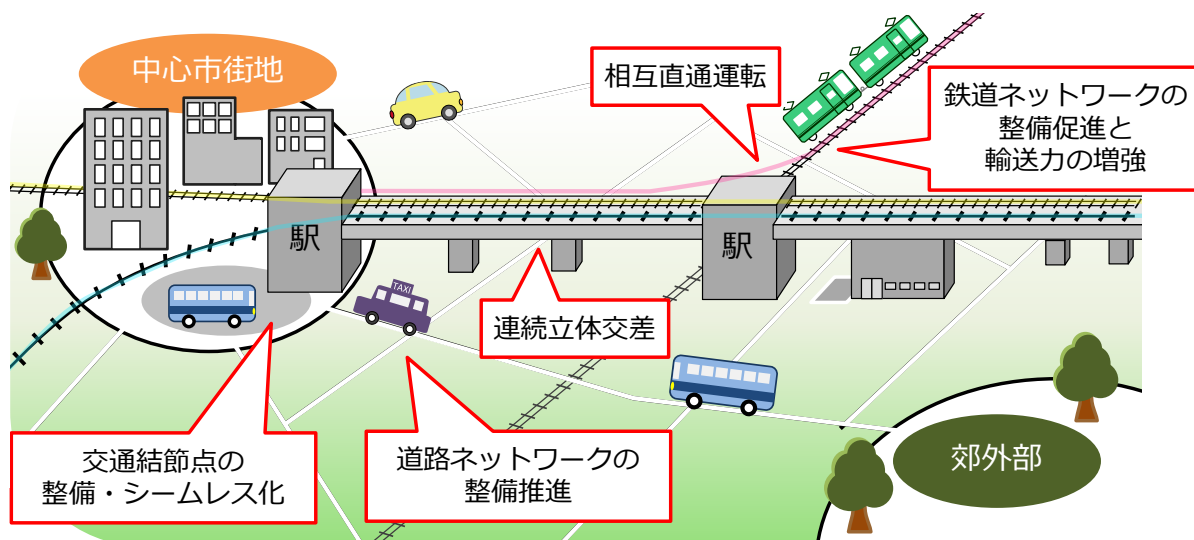 中心市街地
相互直通運転
鉄道ネットワークの
整備促進と
輸送力の増強
駅
駅
TAXI
連続立体交差
交通結節点の
整備・シームレス化
道路ネットワークの
整備推進
郊外部